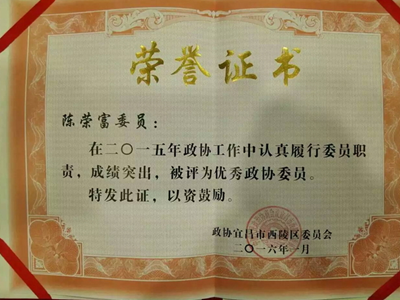 荣誉证书
陈荣富委员：
在二〇一五年政协工作中认真履行委员职
责，成绩突出，被评为优秀政协委员。
特发此证，以资鼓励。
政协宜昌市西陵区委员会
二〇一六年一月